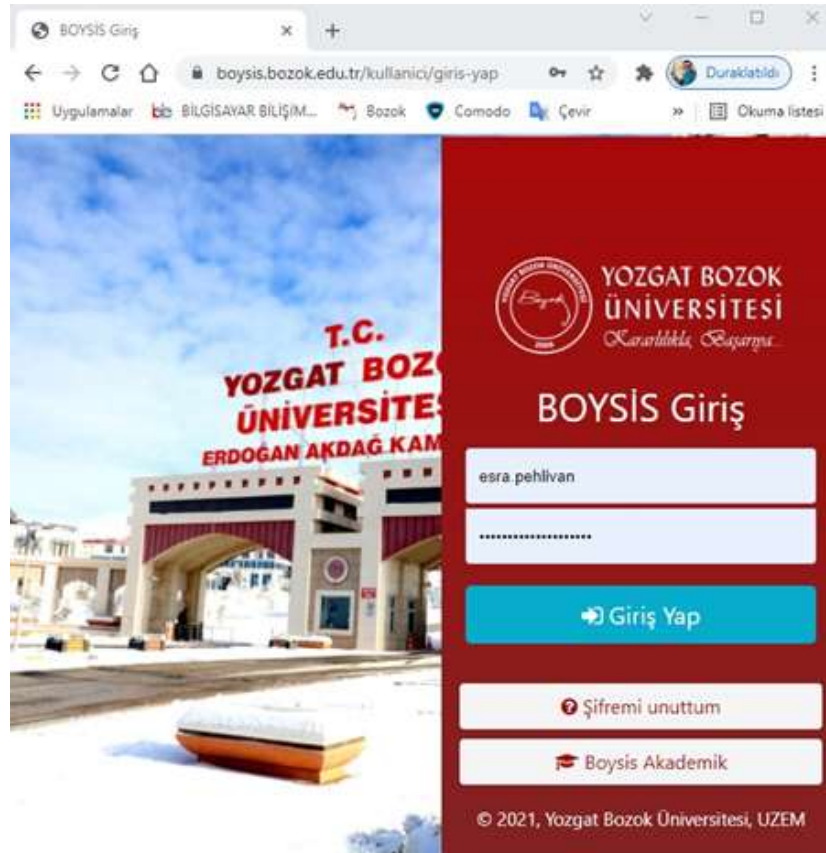 BOYSİS Giriş
boysis.bozok.edu.tr/kullanici/giris-yap
Duraklatıldı
Uygulamalar
BİLGİSAYAR BİLİŞİM...
Bozok
Comodo
Çevir
»
Okuma listesi
T.C.
YOZGAT BOZO
ÜNİVERSİTES
ERDOĞAN AKDAĞ KAM
YOZGAT BOZOK
ÜNİVERSİTESİ
Kararlılıkla, Başarıya...
BOYSİS Giriş
esra.pehlivan
••••••••••••••••••••
Giriş Yap
Şifremi unuttum
Boysis Akademik
© 2021, Yozgat Bozok Üniversitesi, UZEM